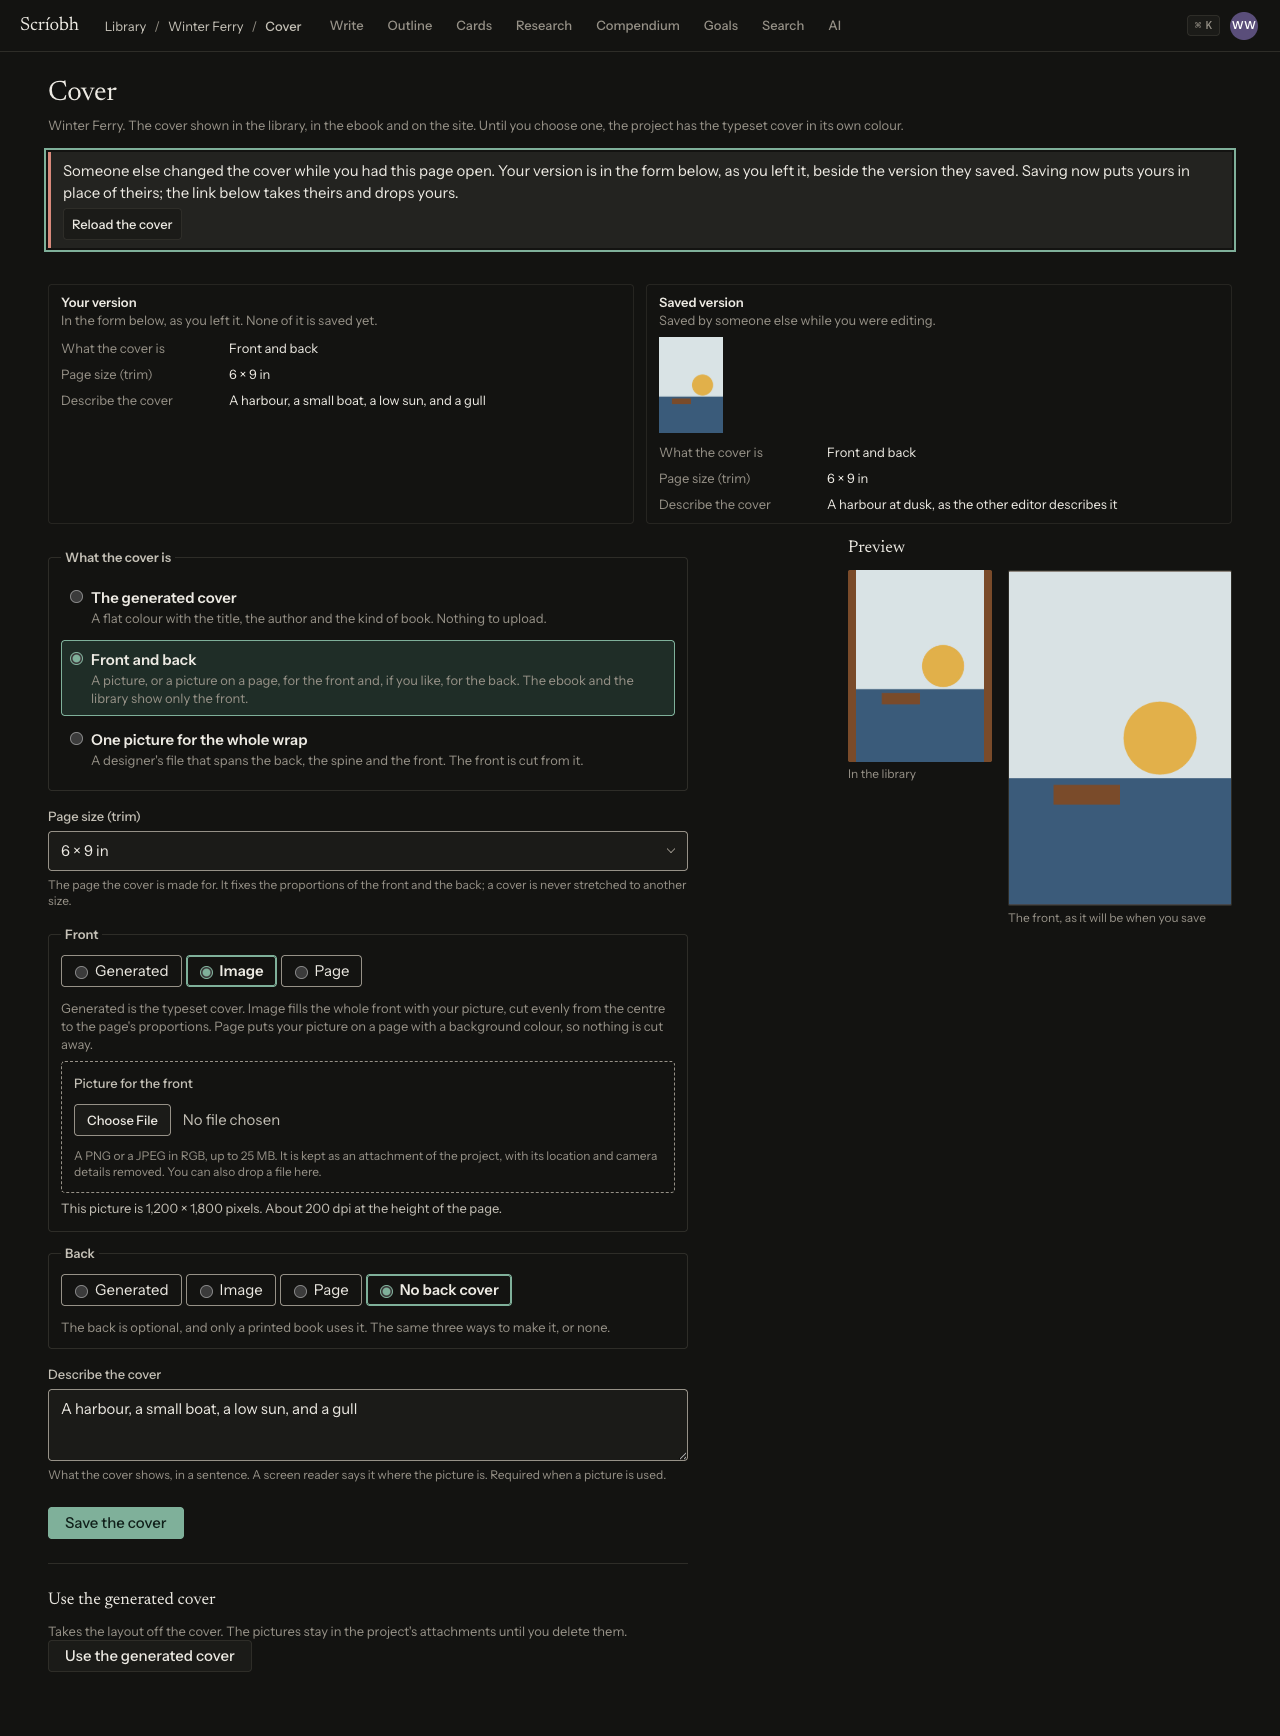 Scríobh
Library / Winter Ferry / Cover
Write
Outline
Cards
Research
Compendium
Goals
Search
AI
⌘ K
WW
Cover
Winter Ferry. The cover shown in the library, in the ebook and on the site. Until you choose one, the project has the typeset cover in its own colour.
Someone else changed the cover while you had this page open. Your version is in the form below, as you left it, beside the version they saved. Saving now puts yours in
place of theirs; the link below takes theirs and drops yours.
Reload the cover
Your version
In the form below, as you left it. None of it is saved yet.
What the cover is Front and back
Page size (trim) 6 × 9 in
Describe the cover A harbour, a small boat, a low sun, and a gull
Saved version
Saved by someone else while you were editing.
What the cover is Front and back
Page size (trim) 6 × 9 in
Describe the cover A harbour at dusk, as the other editor describes it
What the cover is
The generated cover
A flat colour with the title, the author and the kind of book. Nothing to upload.
Front and back
A picture, or a picture on a page, for the front and, if you like, for the back. The ebook and the
library show only the front.
One picture for the whole wrap
A designer's file that spans the back, the spine and the front. The front is cut from it.
Page size (trim)
6 × 9 in
The page the cover is made for. It fixes the proportions of the front and the back; a cover is never stretched to another
size.
Front
Generated
Image
Page
Generated is the typeset cover. Image fills the whole front with your picture, cut evenly from the centre
to the page's proportions. Page puts your picture on a page with a background colour, so nothing is cut
away.
Picture for the front
Choose File No file chosen
A PNG or a JPEG in RGB, up to 25 MB. It is kept as an attachment of the project, with its location and camera
details removed. You can also drop a file here.
This picture is 1,200 × 1,800 pixels. About 200 dpi at the height of the page.
Back
Generated
Image
Page
No back cover
The back is optional, and only a printed book uses it. The same three ways to make it, or none.
Describe the cover
A harbour, a small boat, a low sun, and a gull
What the cover shows, in a sentence. A screen reader says it where the picture is. Required when a picture is used.
Save the cover
Use the generated cover
Takes the layout off the cover. The pictures stay in the project's attachments until you delete them.
Use the generated cover
Preview
In the library
The front, as it will be when you save